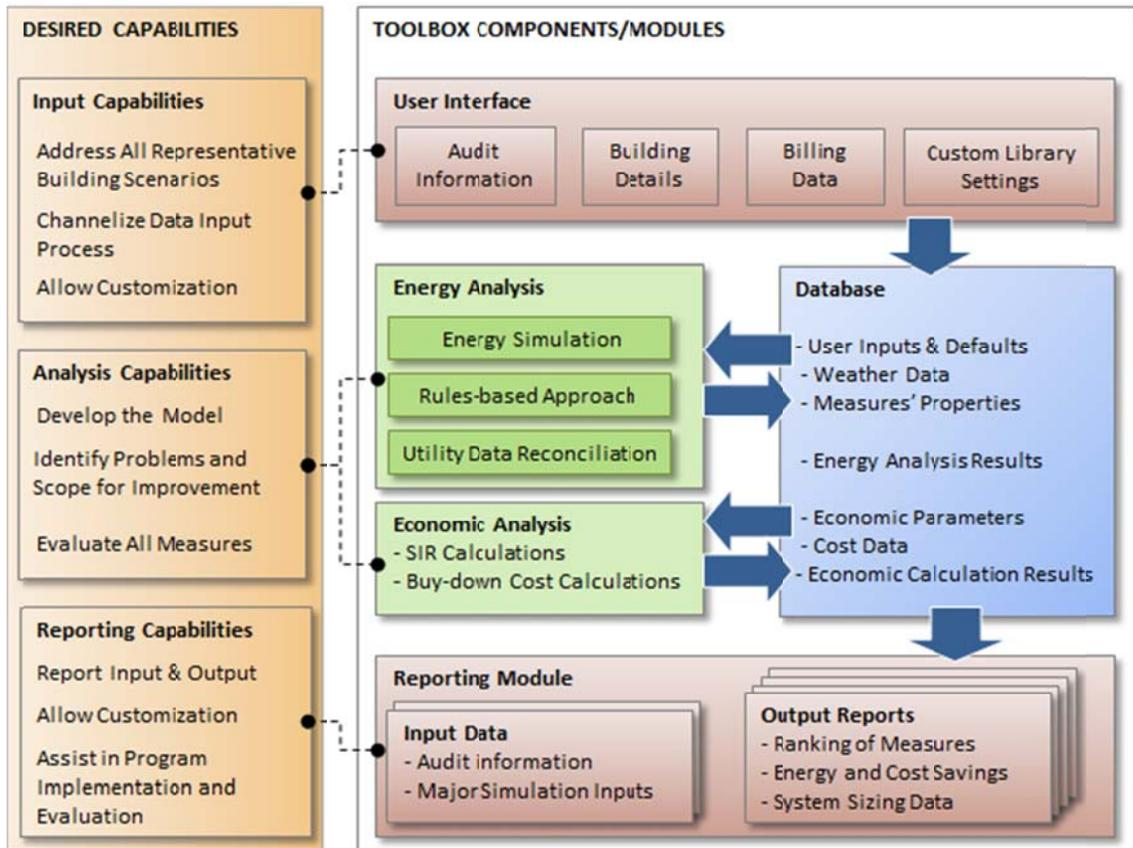 DESIRED CAPABILITIES
Input Capabilities
Address All Representative
Building Scenarios
Channelize Data Input
Process
Allow Customization
Analysis Capabilities
Develop the Model
Identify Problems and
Scope for Improvement
Evaluate All Measures
Reporting Capabilities
Report Input & Output
Allow Customization
Assist in Program
Implementation and
Evaluation
TOOLBOX COMPONENTS/MODULES
User Interface
Audit
Information
Building
Details
Billing
Data
Custom Library
Settings
Energy Analysis
Energy Simulation
Rules-based Approach
Utility Data Reconciliation
Economic Analysis
- SIR Calculations
- Buy-down Cost Calculations
Database
- User Inputs & Defaults
- Weather Data
- Measures' Properties
- Energy Analysis Results
- Economic Parameters
- Cost Data
- Economic Calculation Results
Reporting Module
Input Data
- Audit information
- Major Simulation Inputs
Output Reports
- Ranking of Measures
- Energy and Cost Savings
- System Sizing Data